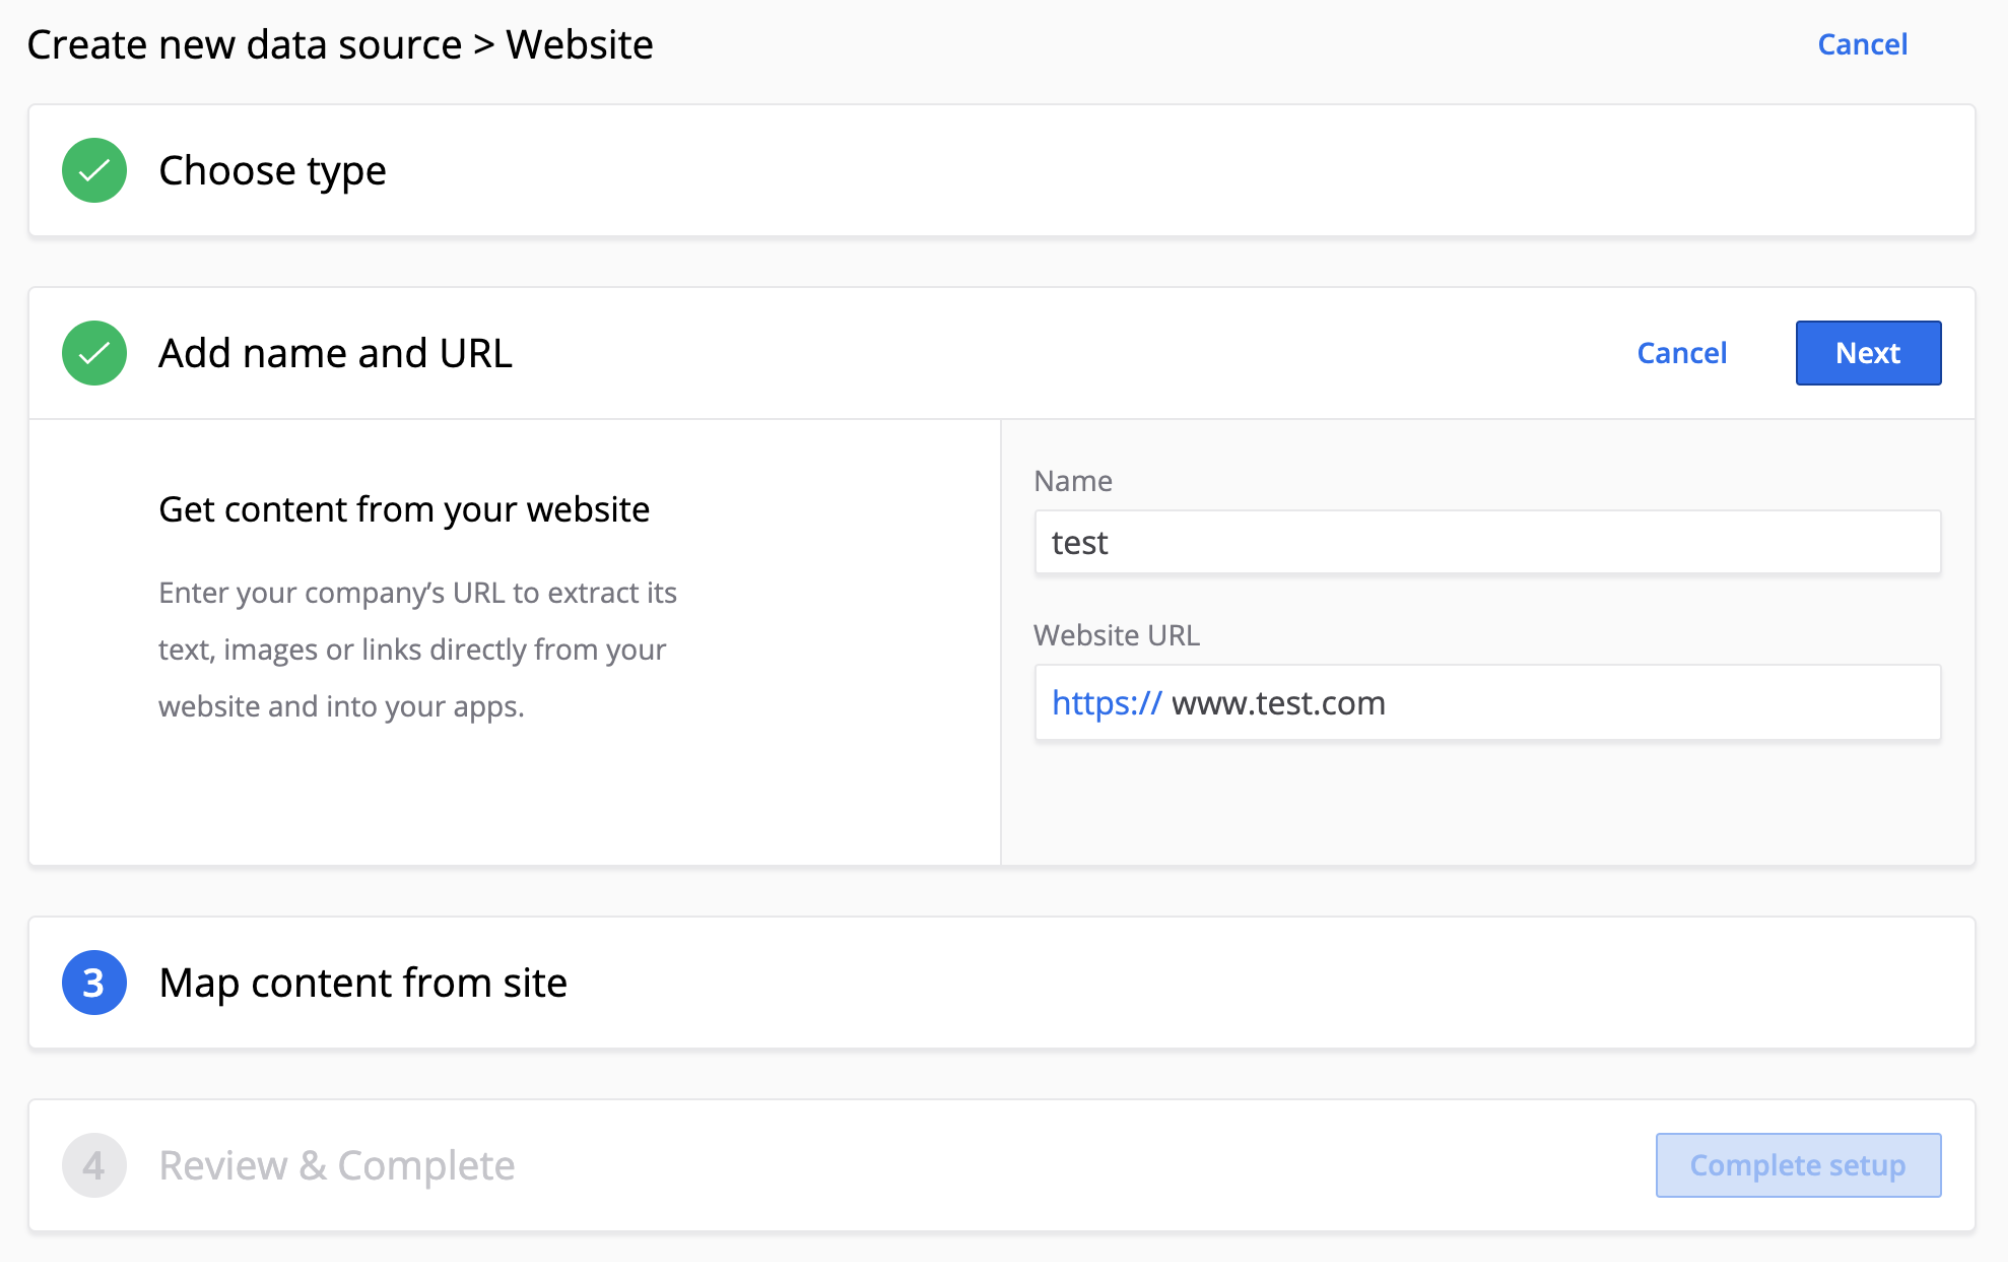 Create new data source > Website
Cancel
Choose type
Add name and URL
Cancel
Next
Get content from your website
Enter your company’s URL to extract its
text, images or links directly from your
website and into your apps.
Name
test
Website URL
https:// www.test.com
3
Map content from site
4
Review & Complete
Complete setup